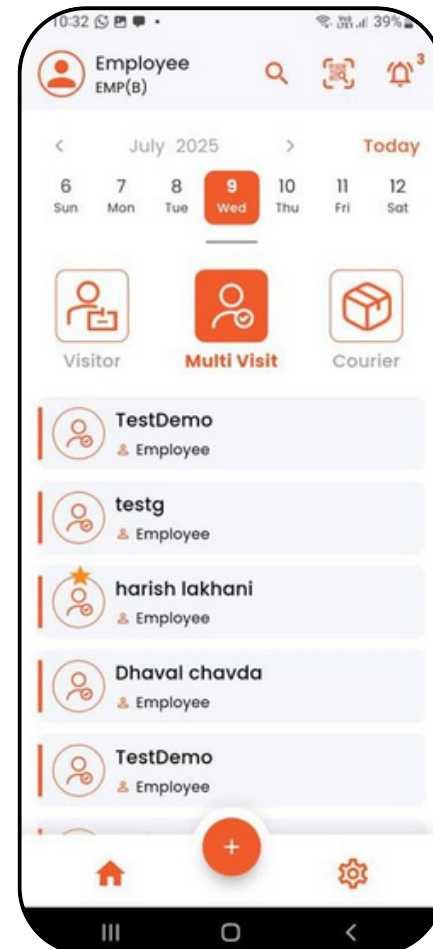 10:32 39%
Employee
EMP(B)
3
July 2025 Today
6 7 8 9 10 11 12
Sun Mon Tue Wed Thu Fri Sat
Visitor Multi Visit Courier
TestDemo
Employee
testg
Employee
harish lakhani
Employee
Dhaval chavda
Employee
TestDemo
Employee